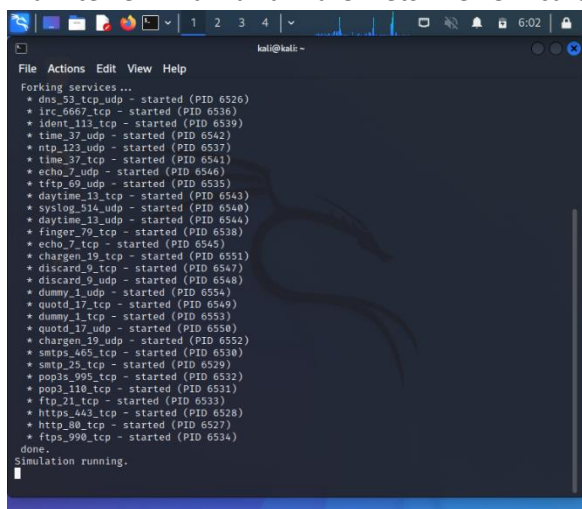 1 2 3 4 6:02
kali@kali: ~
File Actions Edit View Help
Forking services ...
* dns_53_tcp_udp - started (PID 6526)
* irc_6667_tcp - started (PID 6536)
* ident_113_tcp - started (PID 6539)
* time_37_udp - started (PID 6542)
* ntp_123_udp - started (PID 6537)
* time_37_tcp - started (PID 6541)
* echo_7_udp - started (PID 6546)
* tftp_69_udp - started (PID 6535)
* daytime_13_tcp - started (PID 6543)
* syslog_514_udp - started (PID 6540)
* daytime_13_udp - started (PID 6544)
* finger_79_tcp - started (PID 6538)
* echo_7_tcp - started (PID 6545)
* chargen_19_tcp - started (PID 6551)
* discard_9_tcp - started (PID 6547)
* discard_9_udp - started (PID 6548)
* dummy_1_udp - started (PID 6554)
* quotd_17_tcp - started (PID 6549)
* dummy_1_tcp - started (PID 6553)
* quotd_17_udp - started (PID 6550)
* chargen_19_udp - started (PID 6552)
* smtps_465_tcp - started (PID 6530)
* smtp_25_tcp - started (PID 6529)
* pop3s_995_tcp - started (PID 6532)
* pop3_110_tcp - started (PID 6531)
* ftp_21_tcp - started (PID 6533)
* https_443_tcp - started (PID 6528)
* http_80_tcp - started (PID 6527)
* ftps_990_tcp - started (PID 6534)
done.
Simulation running.